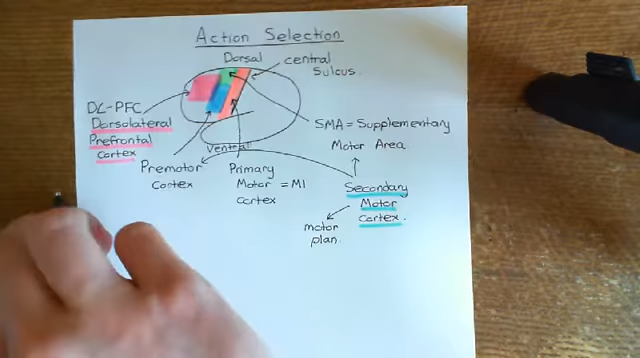 Action Selection
Dorsal
central
Sulcus.
DL-PFC
Dorsolateral
Prefrontal
Cortex
SMA = Supplementary
Motor Area
Ventral
Premotor
Cortex
Primary
Motor = M1
Cortex
Secondary
Motor
Cortex.
motor
plan.